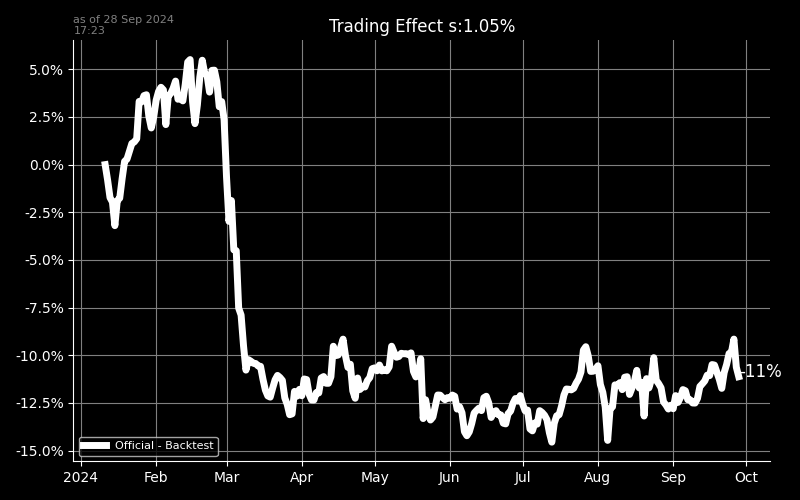 as of 28 Sep 2024
17:23
Trading Effect s:1.05%
5.0%
2.5%
0.0%
-2.5%
-5.0%
-7.5%
-10.0%
-12.5%
-15.0%
-11%
Official - Backtest
2024 Feb Mar Apr May Jun Jul Aug Sep Oct